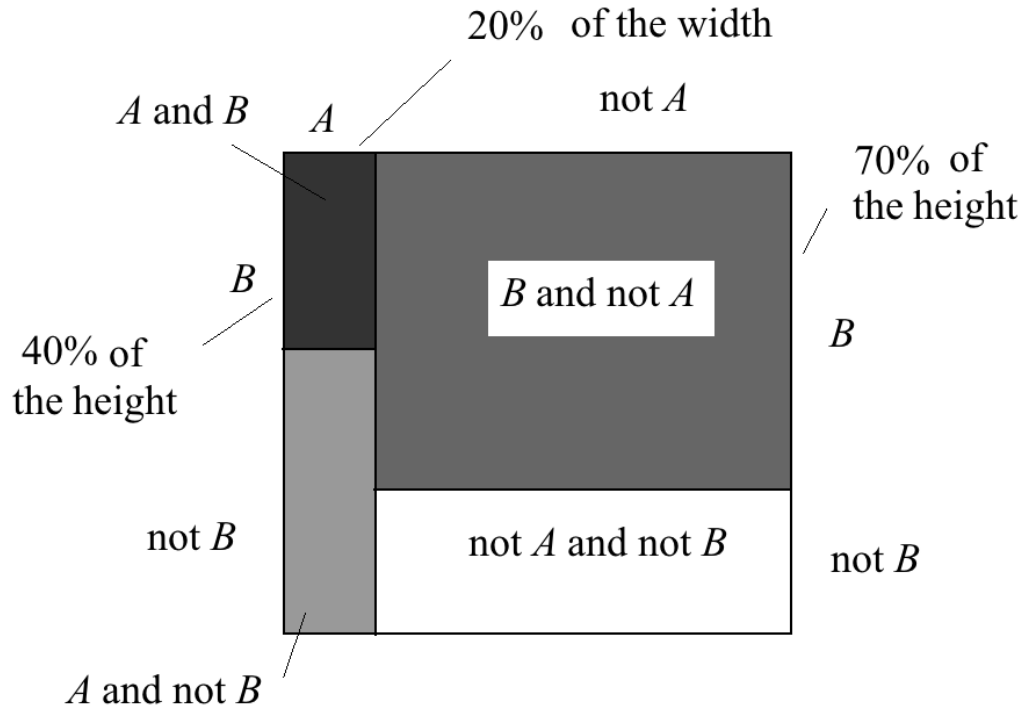 20% of the width
not A
A and B
A
70% of
the height
B
B and not A
B
40% of
the height
not B
not A and not B
not B
A and not B